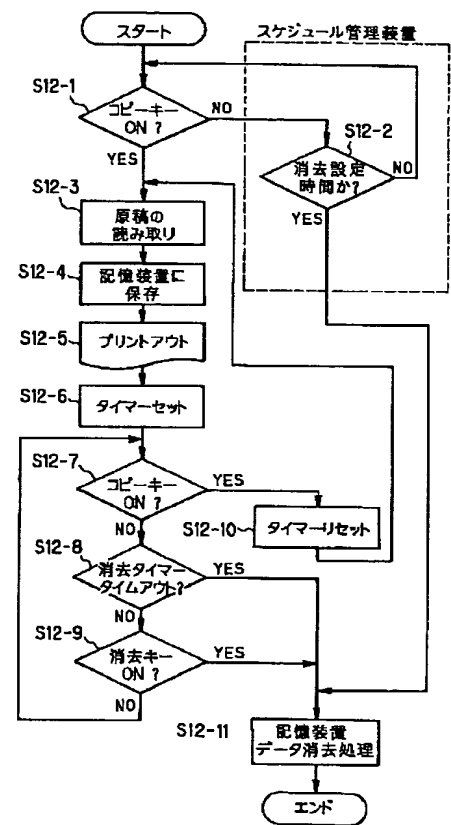 スタート
スケジュール管理装置
S12-1
コピーキー
ON?
NO
YES
S12-2
消去設定
時間か?
NO
YES
S12-3
原稿の
読み取り
S12-4
記憶装置に
保存
S12-5
プリントアウト
S12-6
タイマーセット
S12-7
コピーキー
ON?
YES
NO
S12-10
タイマーリセット
S12-8
消去タイマー
タイムアウト?
YES
NO
S12-9
消去キー
ON?
YES
NO
S12-11
記憶装置
データ消去処理
エンド